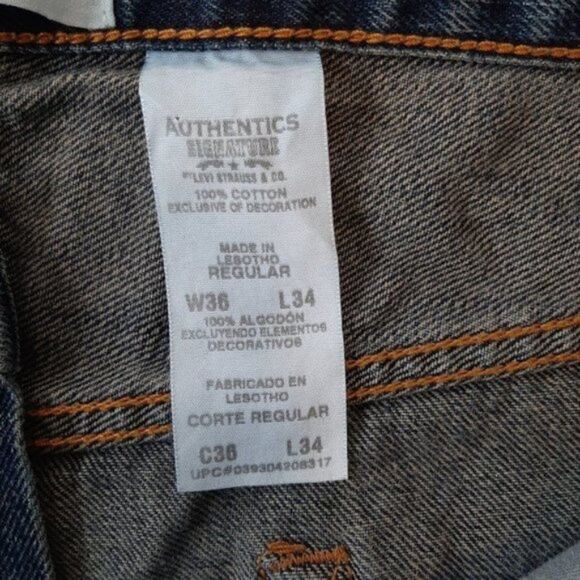 AUTHENTICS
SIGNATURE
BY LEVI STRAUSS & CO.
100% COTTON
EXCLUSIVE OF DECORATION
MADE IN
LESOTHO
REGULAR
W36 L34
100% ALGODÓN
EXCLUYENDO ELEMENTOS
DECORATIVOS
FABRICADO EN
LESOTHO
CORTE REGULAR
C36 L34
UPC#039304206317